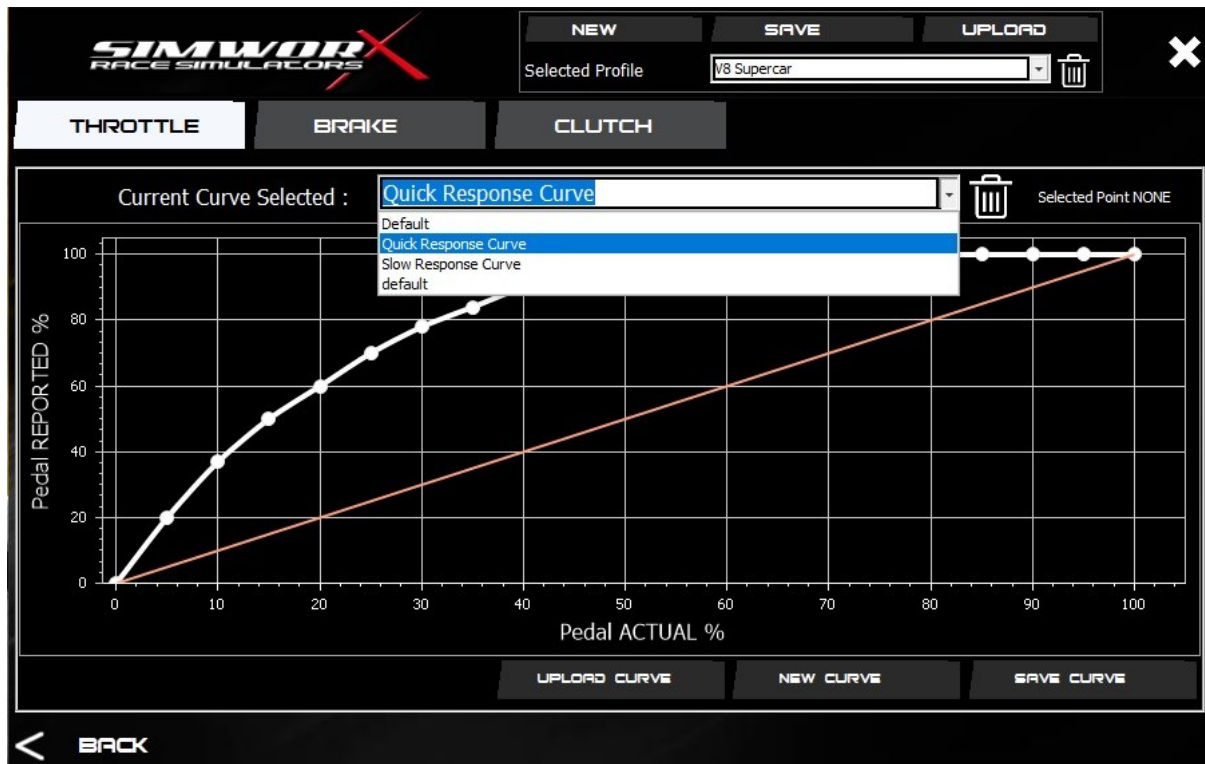 NEW SAVE UPLOAD
SIMWORX
RACE SIMULATORS
Selected Profile V8 Supercar
THROTTLE BRAKE CLUTCH
Current Curve Selected : Quick Response Curve Selected Point NONE
Default
Quick Response Curve
Slow Response Curve
default
Pedal REPORTED %
100
80
60
40
20
0
0 10 20 30 40 50 60 70 80 90 100
Pedal ACTUAL %
UPLOAD CURVE NEW CURVE SAVE CURVE
< BACK